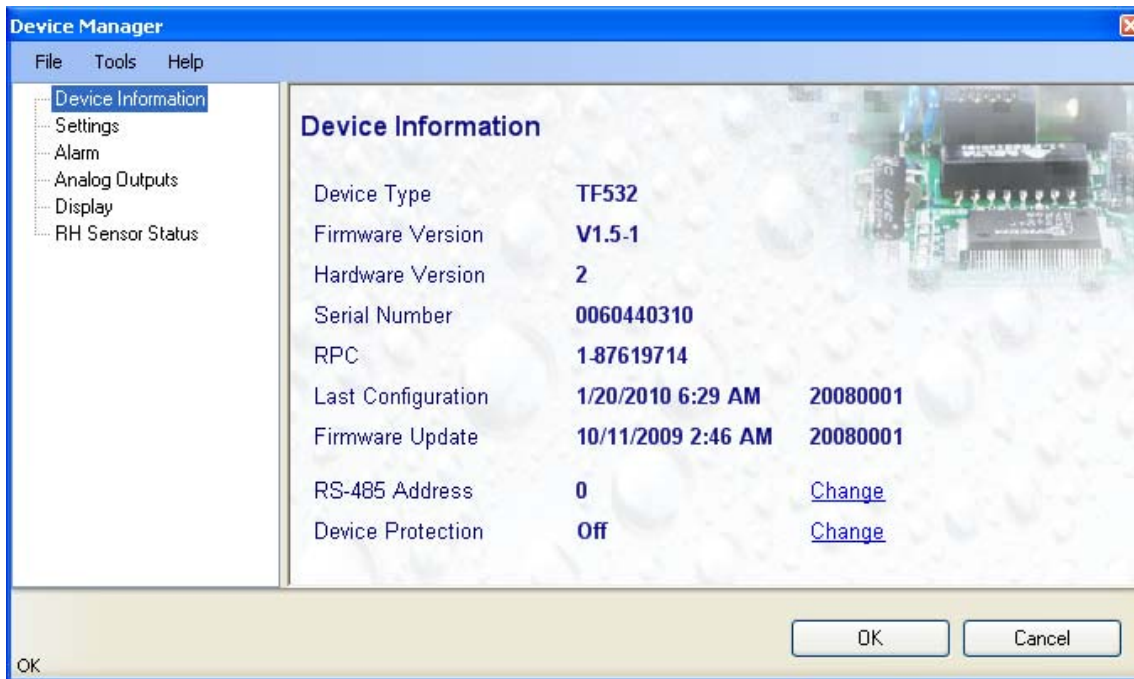 Device Manager
File Tools Help
Device Information
Settings
Alarm
Analog Outputs
Display
RH Sensor Status
Device Information
Device Type TF532
Firmware Version V1.5-1
Hardware Version 2
Serial Number 0060440310
RPC 1-87619714
Last Configuration 1/20/2010 6:29 AM 20080001
Firmware Update 10/11/2009 2:46 AM 20080001
RS-485 Address 0 Change
Device Protection Off Change
OK Cancel
OK